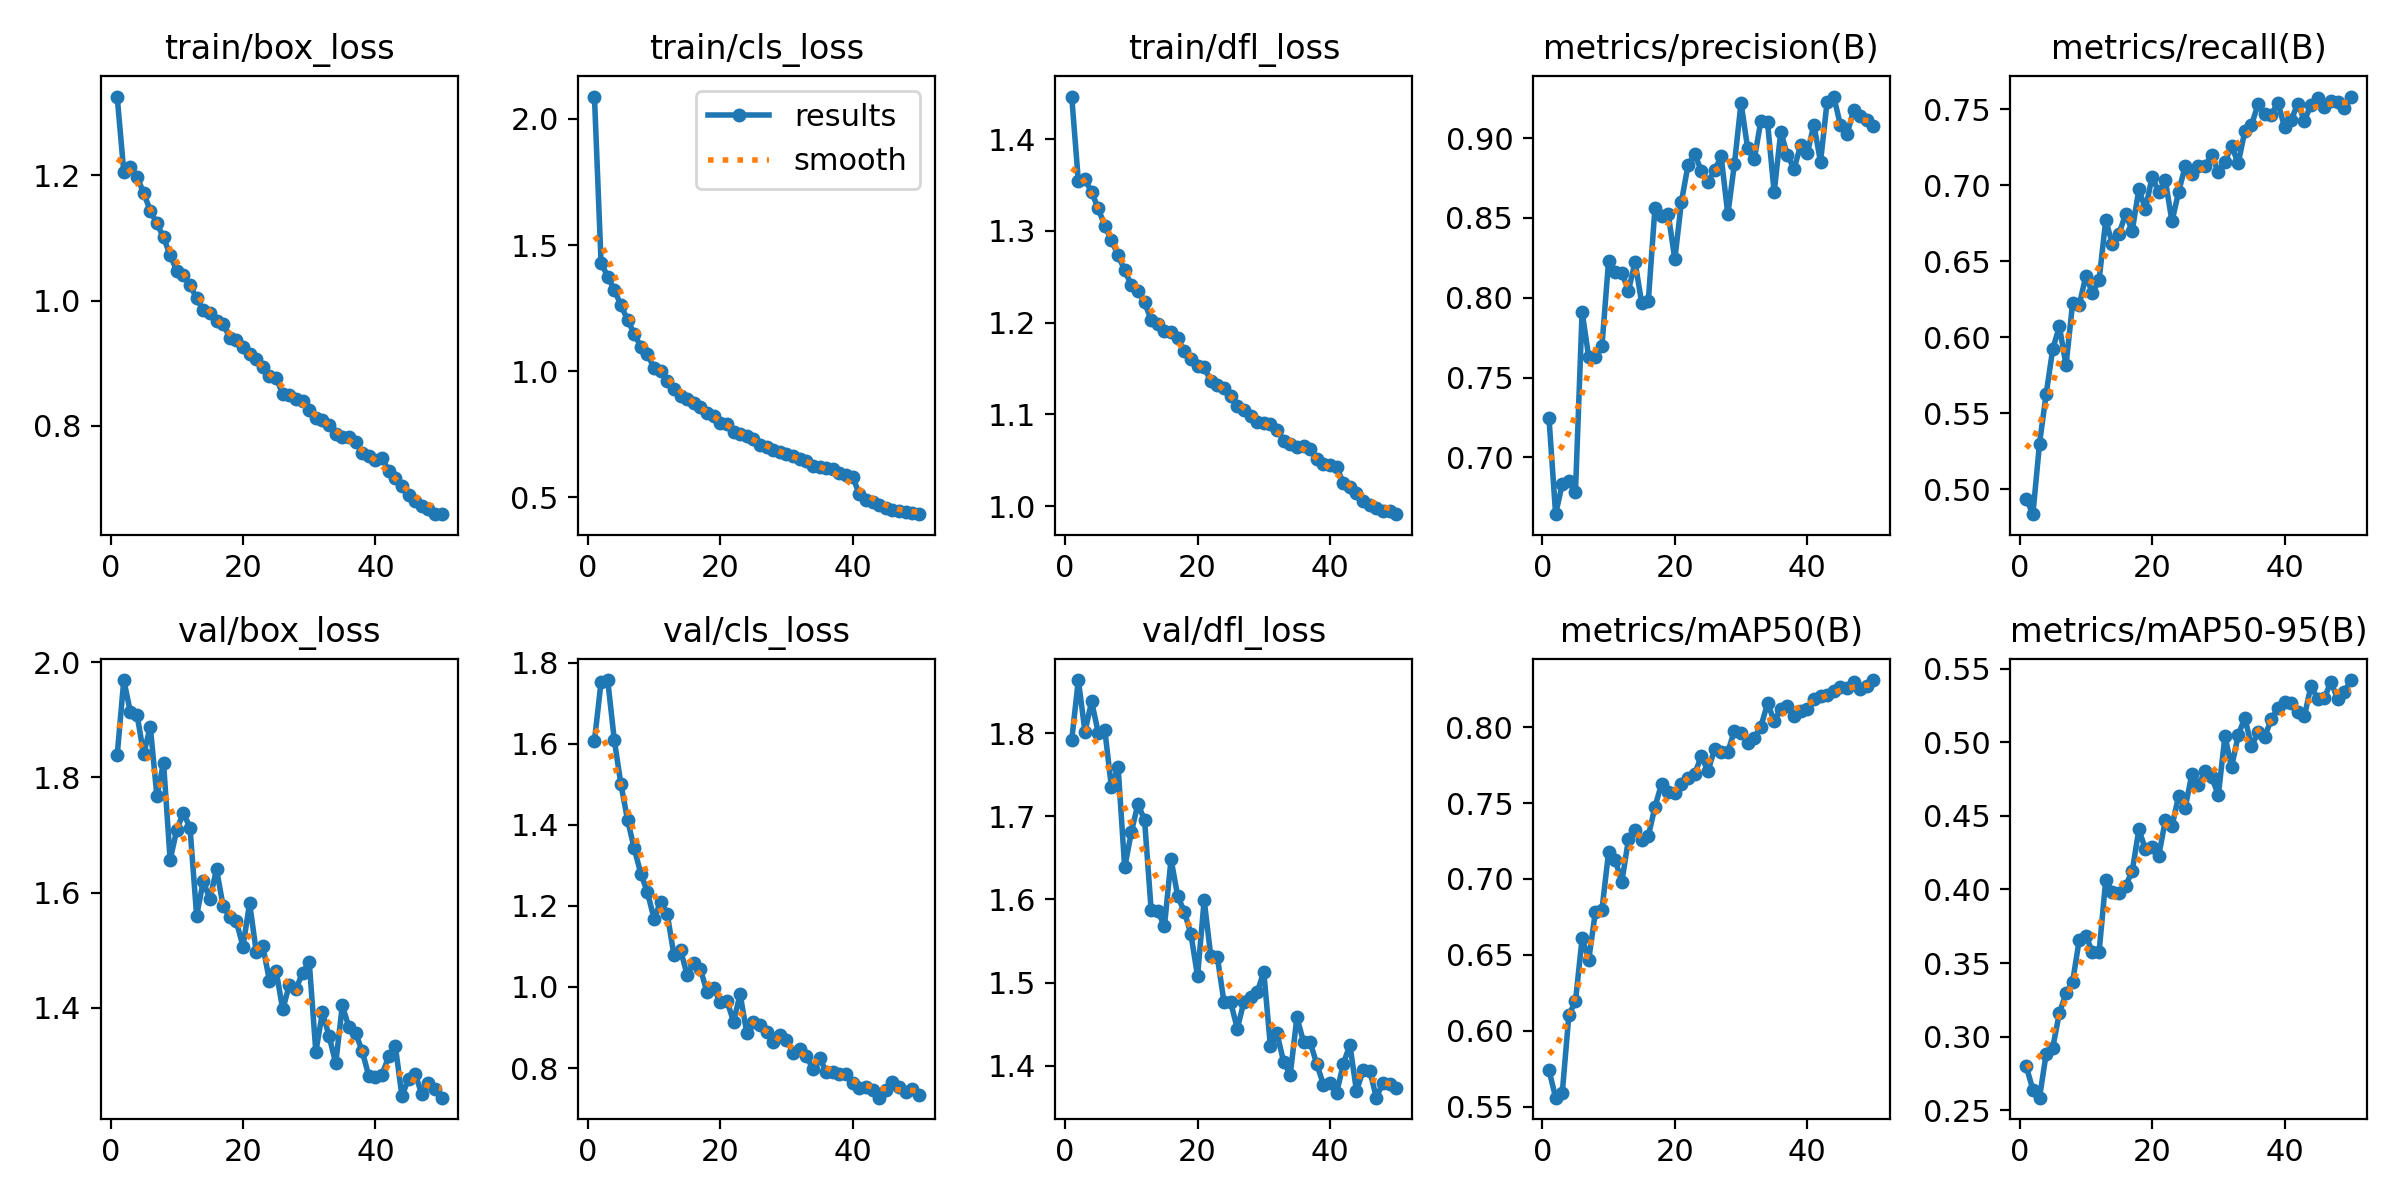 train/box_loss
train/cls_loss
train/dfl_loss
metrics/precision(B)
metrics/recall(B)
1.2
1.0
0.8
0 20 40
results
smooth
2.0
1.5
1.0
0.5
0 20 40
1.4
1.3
1.2
1.1
1.0
0 20 40
0.90
0.85
0.80
0.75
0.70
0 20 40
0.75
0.70
0.65
0.60
0.55
0.50
0 20 40
val/box_loss
val/cls_loss
val/dfl_loss
metrics/mAP50(B)
metrics/mAP50-95(B)
2.0
1.8
1.6
1.4
0 20 40
1.8
1.6
1.4
1.2
1.0
0.8
0 20 40
1.8
1.7
1.6
1.5
1.4
0 20 40
0.80
0.75
0.70
0.65
0.60
0.55
0 20 40
0.55
0.50
0.45
0.40
0.35
0.30
0.25
0 20 40